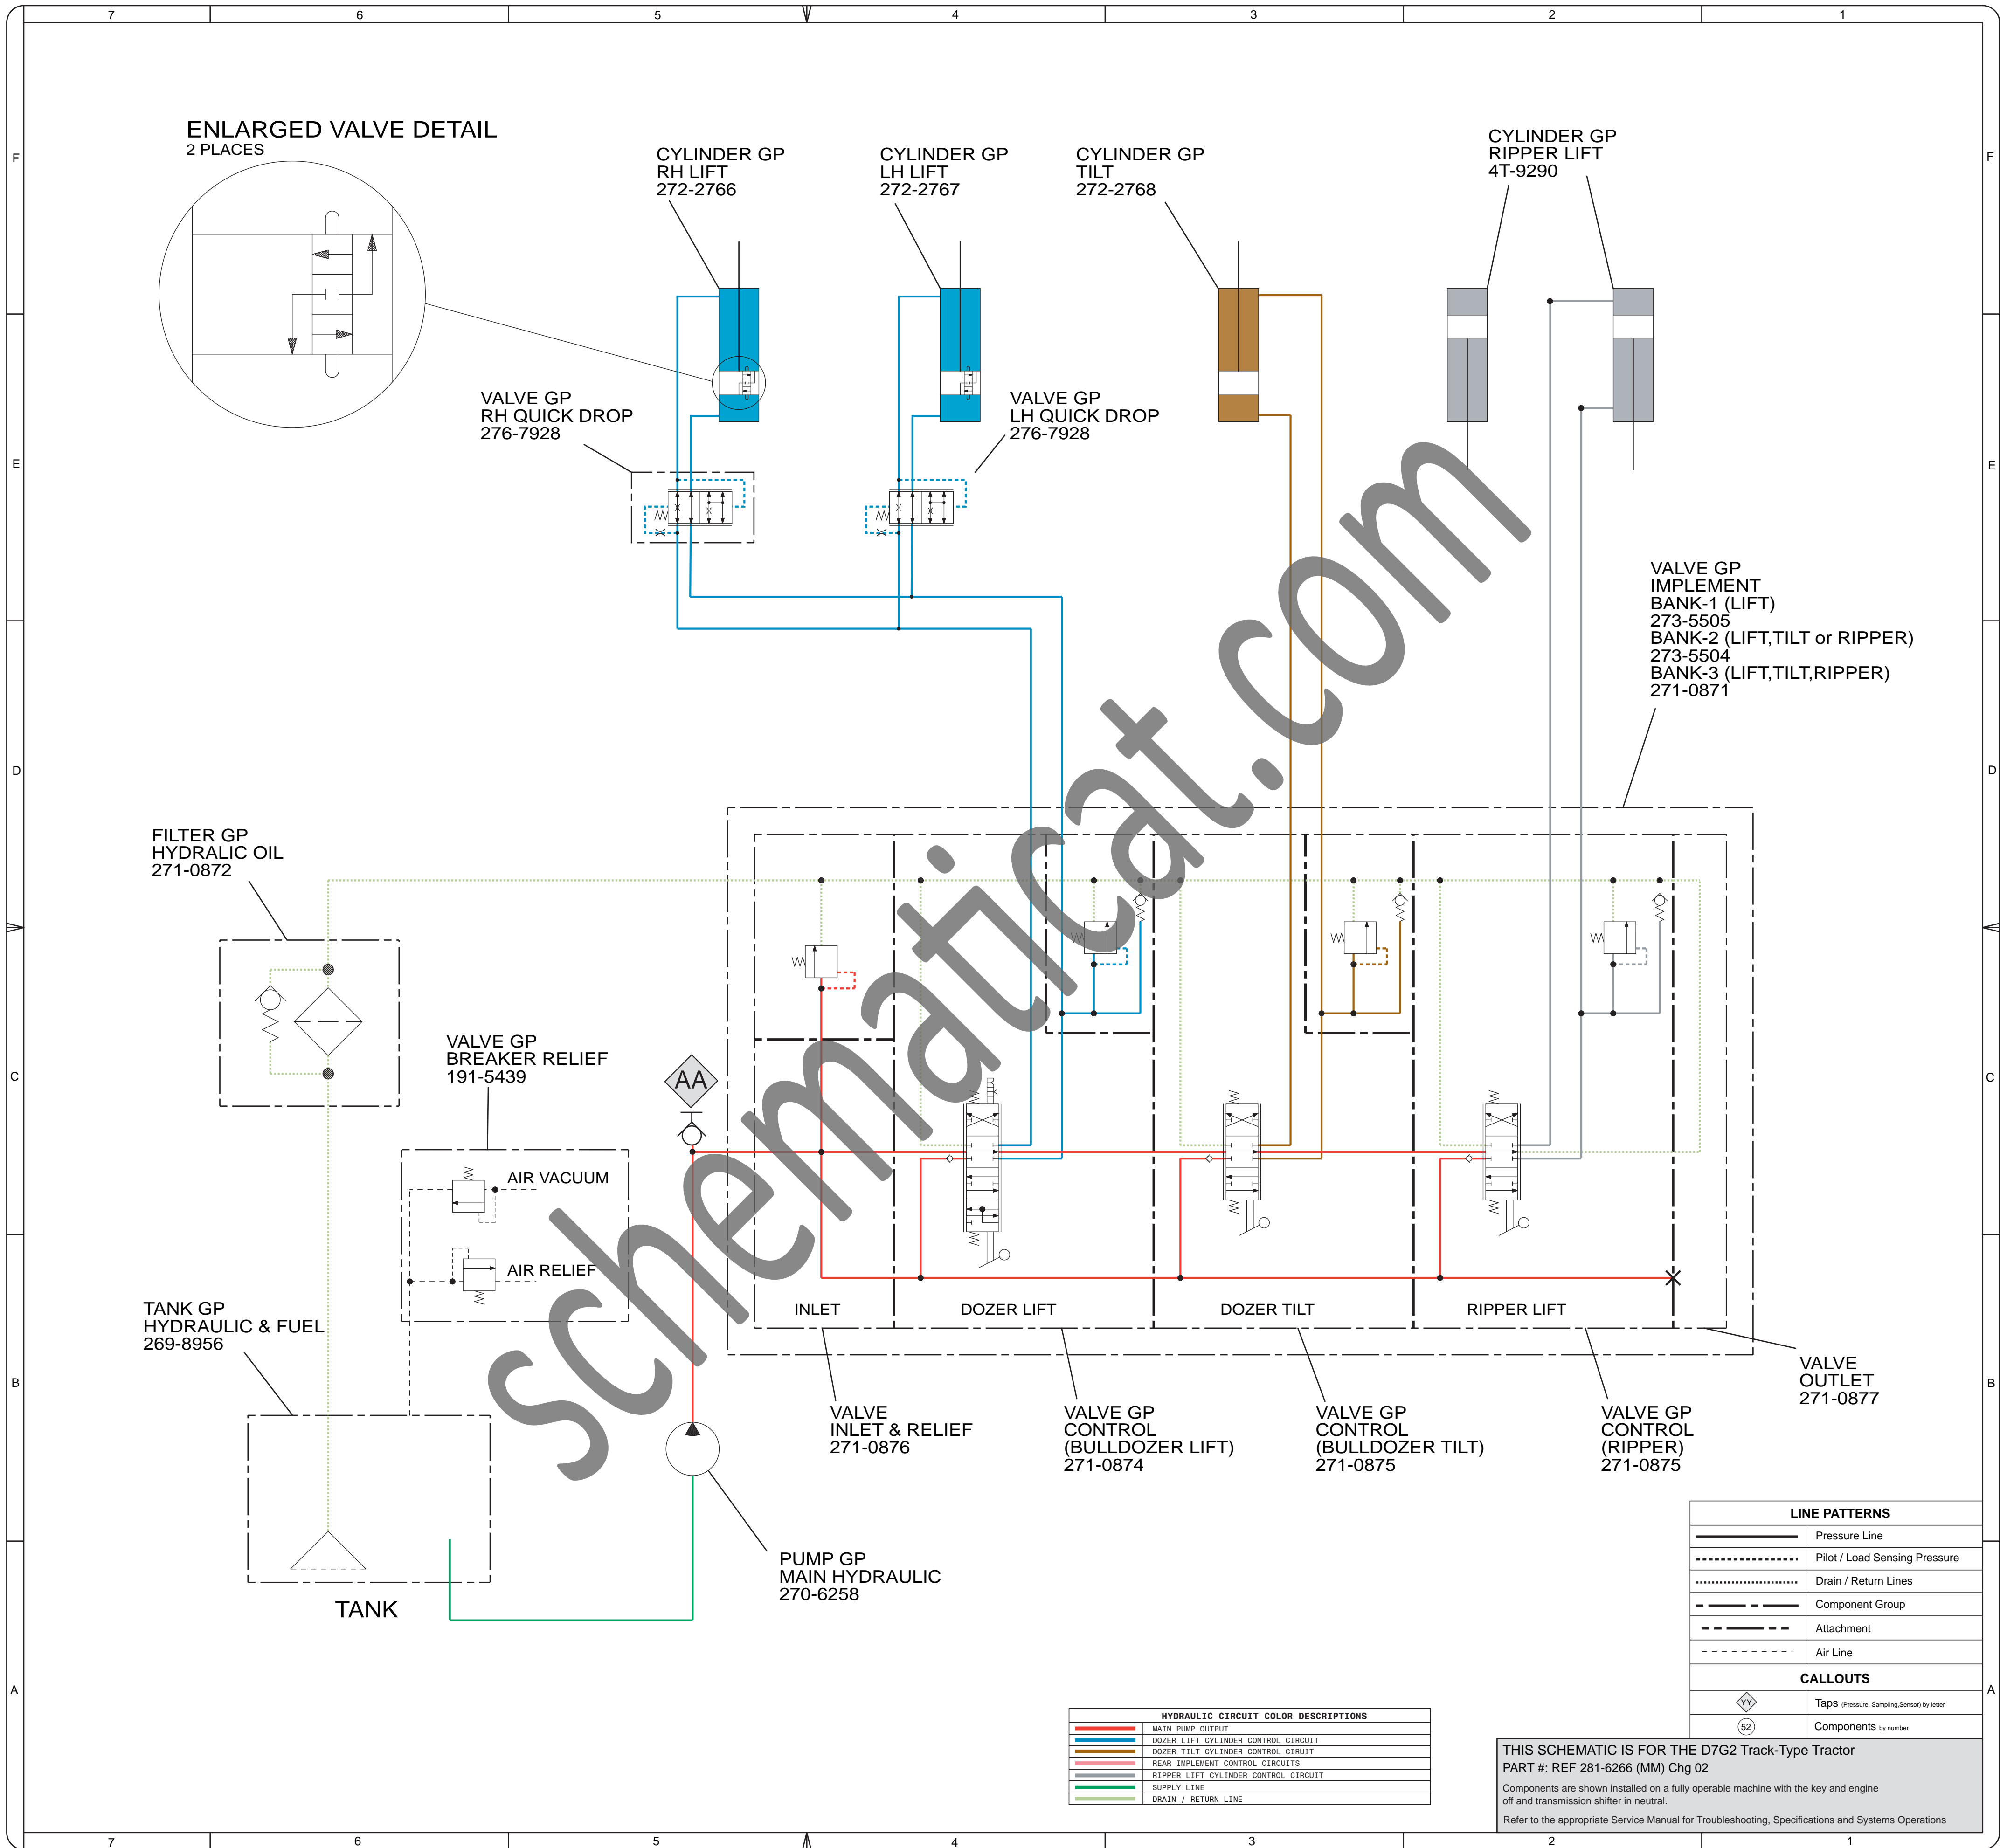 7 6 5 4 3 2 1
F
F
E
E
D
D
C
C
B
B
A
A
ENLARGED VALVE DETAIL
2 PLACES
CYLINDER GP
RH LIFT
272-2766
CYLINDER GP
LH LIFT
272-2767
CYLINDER GP
TILT
272-2768
CYLINDER GP
RIPPER LIFT
4T-9290
VALVE GP
RH QUICK DROP
276-7928
VALVE GP
LH QUICK DROP
276-7928
VALVE GP
IMPLEMENT
BANK-1 (LIFT)
273-5505
BANK-2 (LIFT,TILT or RIPPER)
273-5504
BANK-3 (LIFT,TILT,RIPPER)
271-0871
FILTER GP
HYDRALIC OIL
271-0872
VALVE GP
BREAKER RELIEF
191-5439
AA
AIR VACUUM
AIR RELIEF
TANK GP
HYDRAULIC & FUEL
269-8956
TANK
INLET
DOZER LIFT
DOZER TILT
RIPPER LIFT
VALVE
INLET & RELIEF
271-0876
VALVE GP
CONTROL
(BULLDOZER LIFT)
271-0874
VALVE GP
CONTROL
(BULLDOZER TILT)
271-0875
VALVE GP
CONTROL
(RIPPER)
271-0875
VALVE
OUTLET
271-0877
PUMP GP
MAIN HYDRAULIC
270-6258
schematicat.com
LINE PATTERNS
Pressure Line
Pilot / Load Sensing Pressure
Drain / Return Lines
Component Group
Attachment
Air Line
CALLOUTS
YY Taps (Pressure, Sampling,Sensor) by letter
52 Components by number
HYDRAULIC CIRCUIT COLOR DESCRIPTIONS
MAIN PUMP OUTPUT
DOZER LIFT CYLINDER CONTROL CIRCUIT
DOZER TILT CYLINDER CONTROL CIRUIT
REAR IMPLEMENT CONTROL CIRCUITS
RIPPER LIFT CYLINDER CONTROL CIRCUIT
SUPPLY LINE
DRAIN / RETURN LINE
THIS SCHEMATIC IS FOR THE D7G2 Track-Type Tractor
PART #: REF 281-6266 (MM) Chg 02
Components are shown installed on a fully operable machine with the key and engine
off and transmission shifter in neutral.
Refer to the appropriate Service Manual for Troubleshooting, Specifications and Systems Operations
7 6 5 4 3 2 1